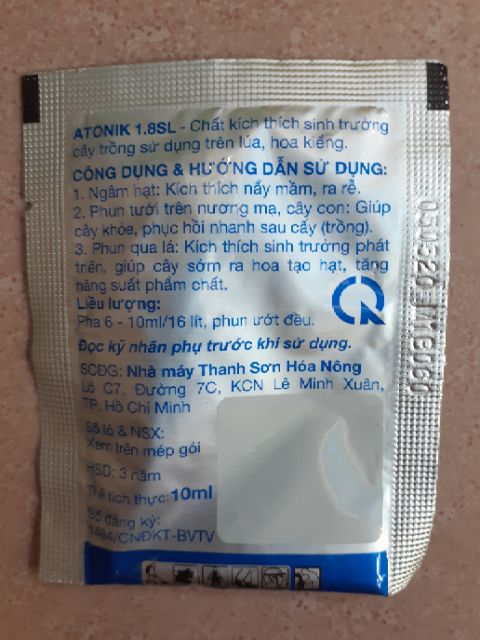 ATONIK 1.8SL - Chất kích thích sinh trưởng
cây trồng sử dụng trên lúa, hoa kiểng.
CÔNG DỤNG & HƯỚNG DẪN SỬ DỤNG:
1. Ngâm hạt: Kích thích nẩy mầm, ra rễ.
2. Phun tưới trên nương mạ, cây con: Giúp
cây khỏe, phục hồi nhanh sau cấy (trồng).
3. Phun qua lá: Kích thích sinh trưởng phát
triển, giúp cây sớm ra hoa tạo hạt, tăng
năng suất phẩm chất.
Liều lượng:
Pha 6 - 10ml/16 lít, phun ướt đều.
Đọc kỹ nhãn phụ trước khi sử dụng.
SCĐG: Nhà máy Thanh Sơn Hóa Nông
Lô C7, Đường 7C, KCN Lê Minh Xuân,
TP. Hồ Chí Minh
Số lô & NSX:
Xem trên mép gói
HSD: 3 năm
Thể tích thực: 10ml
Số đăng ký:
1494/CNĐKT-BVTV